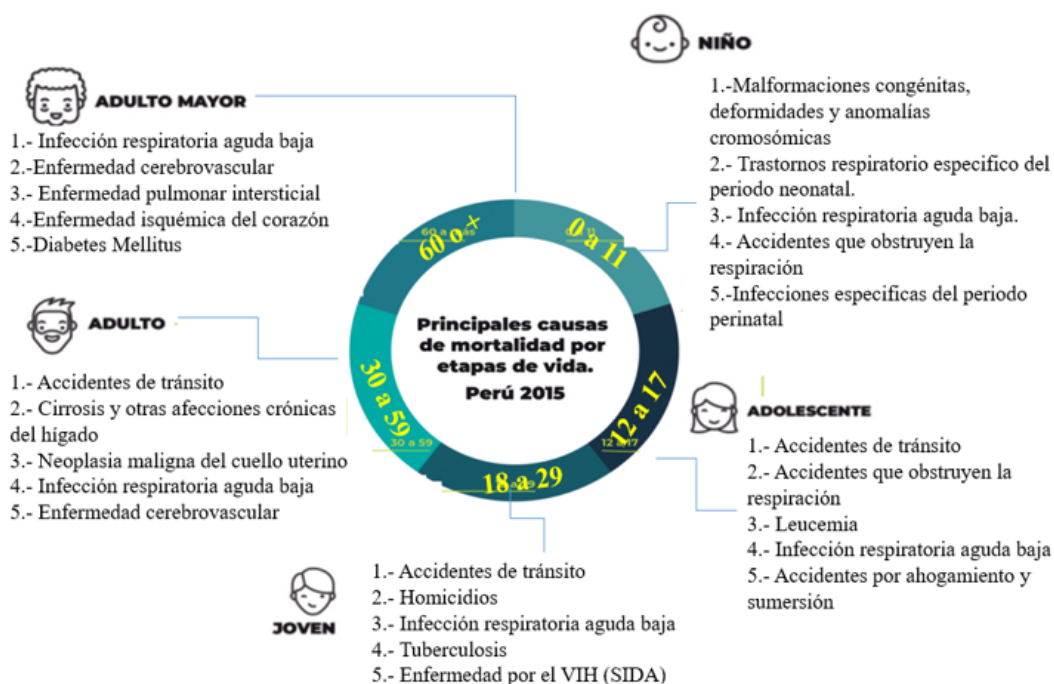 NIÑO
1.-Malformaciones congénitas,
deformidades y anomalías
cromosómicas
2.- Trastornos respiratorio especifico del
periodo neonatal.
3.- Infección respiratoria aguda baja.
4.- Accidentes que obstruyen la
respiración
5.-Infecciones especificas del periodo
perinatal
ADULTO MAYOR
1.- Infección respiratoria aguda baja
2.-Enfermedad cerebrovascular
3.- Enfermedad pulmonar intersticial
4.-Enfermedad isquémica del corazón
5.-Diabetes Mellitus
60 o +
0 a 11
Principales causas
de mortalidad por
etapas de vida.
Perú 2015
30 a 59
30 a 59
12 a 17
12 a 17
18 a 29
ADULTO
1.- Accidentes de tránsito
2.- Cirrosis y otras afecciones crónicas
del hígado
3.- Neoplasia maligna del cuello uterino
4.- Infección respiratoria aguda baja
5.- Enfermedad cerebrovascular
ADOLESCENTE
1.- Accidentes de tránsito
2.- Accidentes que obstruyen la
respiración
3.- Leucemia
4.- Infección respiratoria aguda baja
5.- Accidentes por ahogamiento y
sumersión
JOVEN
1.- Accidentes de tránsito
2.- Homicidios
3.- Infección respiratoria aguda baja
4.- Tuberculosis
5.- Enfermedad por el VIH (SIDA)